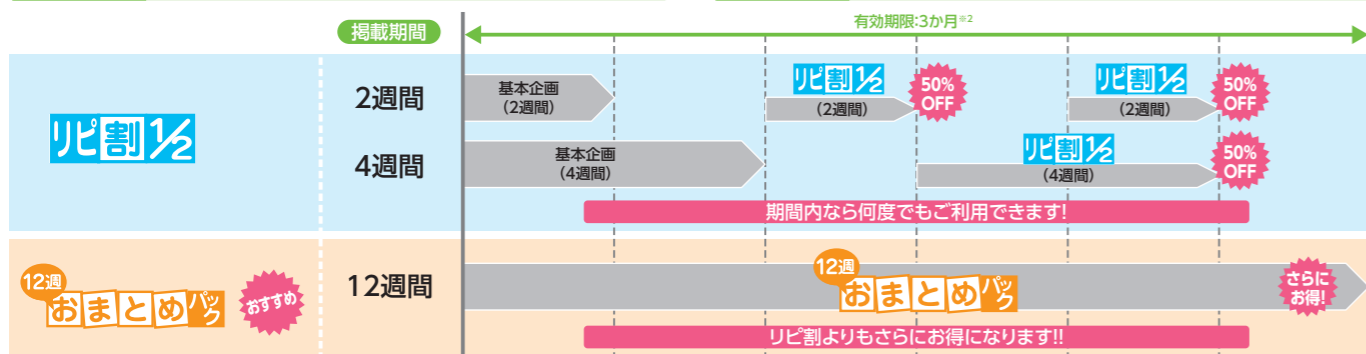 有効期限:3か月※2
掲載期間
リピ割1/2
2週間
基本企画
(2週間)
リピ割1/2
(2週間)
50%
OFF
リピ割1/2
(2週間)
50%
OFF
4週間
基本企画
(4週間)
リピ割1/2
(4週間)
50%
OFF
期間内なら何度でもご利用できます!
12週
おまとめパック
おすすめ
12週間
12週
おまとめパック
さらに
お得!
リピ割よりもさらにお得になります!!